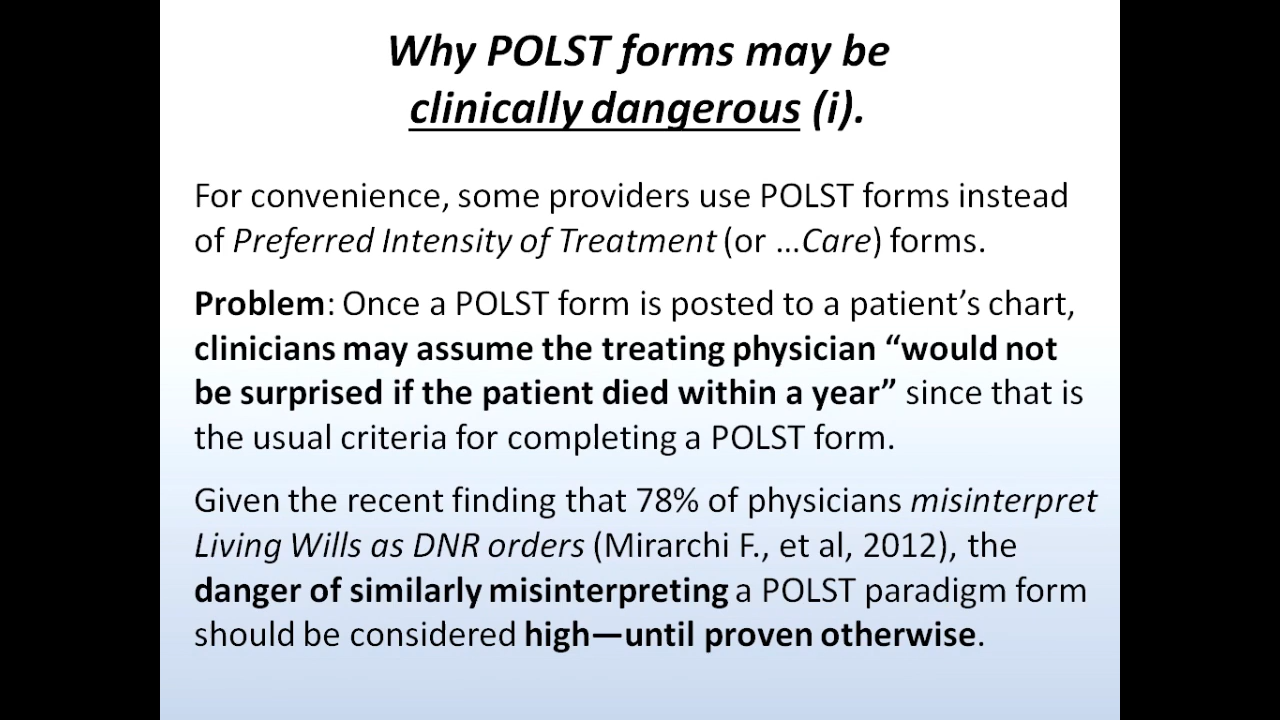 Why POLST forms may be
clinically dangerous (i).
For convenience, some providers use POLST forms instead
of Preferred Intensity of Treatment (or ...Care) forms.
Problem: Once a POLST form is posted to a patient’s chart,
clinicians may assume the treating physician “would not
be surprised if the patient died within a year” since that is
the usual criteria for completing a POLST form.
Given the recent finding that 78% of physicians misinterpret
Living Wills as DNR orders (Mirarchi F., et al, 2012), the
danger of similarly misinterpreting a POLST paradigm form
should be considered high—until proven otherwise.